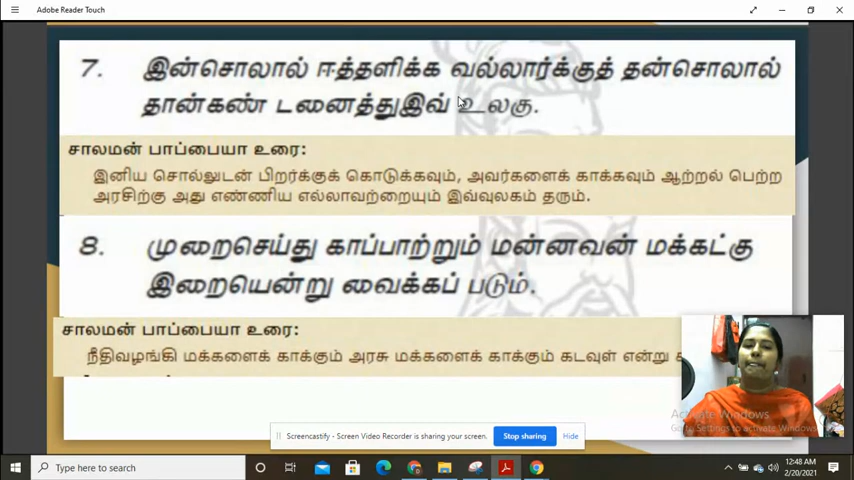 Adobe Reader Touch
7. இன்சொலால் ஈத்தளிக்க வல்லார்க்குத் தன்சொலால்
தான்கண் டனைத்துஇவ் உலகு.
சாலமன் பாப்பையா உரை:
இனிய சொல்லுடன் பிறர்க்குக் கொடுக்கவும், அவர்களைக் காக்கவும் ஆற்றல் பெற்ற
அரசிற்கு அது எண்ணிய எல்லாவற்றையும் இவ்வுலகம் தரும்.
8. முறைசெய்து காப்பாற்றும் மன்னவன் மக்கட்கு
இறையென்று வைக்கப் படும்.
சாலமன் பாப்பையா உரை:
நீதிவழங்கி மக்களைக் காக்கும் அரசு மக்களைக் காக்கும் கடவுள் என்று
Activate Windows
Go to Settings to activate Windows.
Screencastify - Screen Video Recorder is sharing your screen. Stop sharing Hide
Type here to search
12:48 AM
2/20/2021